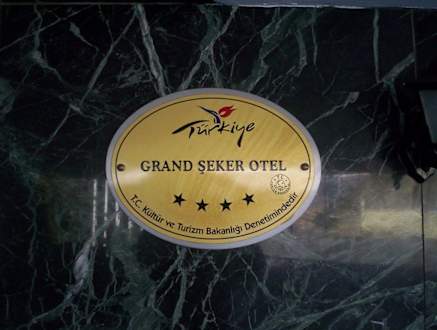 Türkiye
GRAND ŞEKER OTEL
T.C. Kültür ve Turizm Bakanlığı Denetimindedir